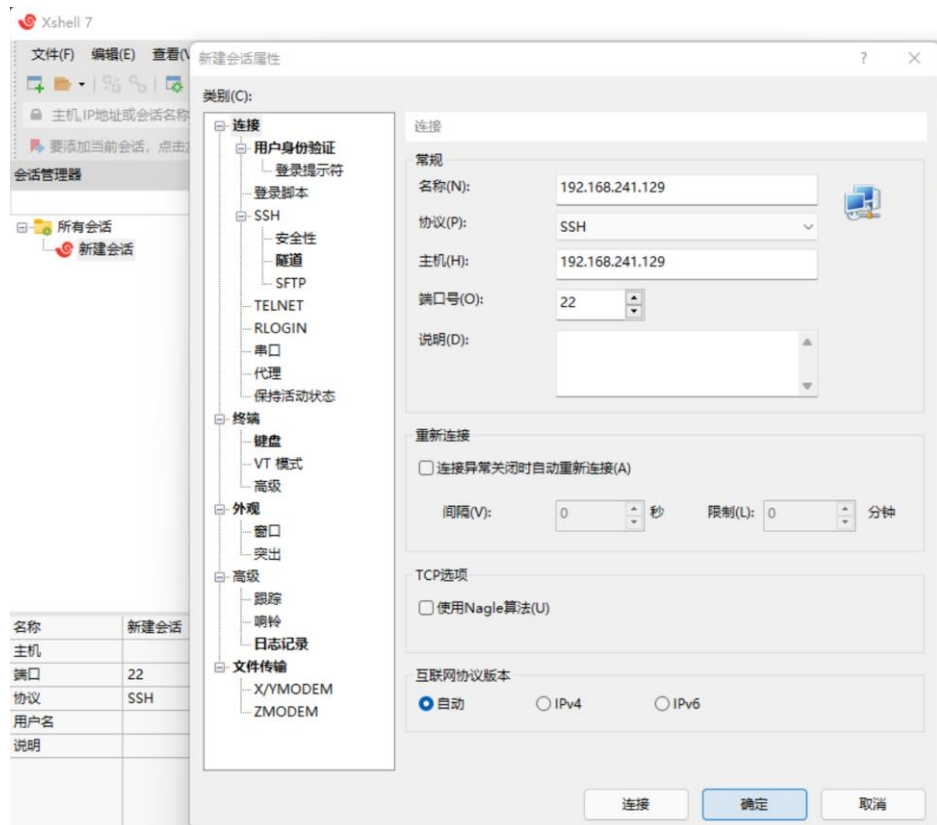 Xshell 7
文件(F) 编辑(E) 查看(V
主机,IP地址或会话名称
要添加当前会话，点击
会话管理器
所有会话
新建会话
名称 新建会话
主机
端口 22
协议 SSH
用户名
说明
新建会话属性 ?
类别(C):
连接
用户身份验证
登录提示符
登录脚本
SSH
安全性
隧道
SFTP
TELNET
RLOGIN
串口
代理
保持活动状态
终端
键盘
VT 模式
高级
外观
窗口
突出
高级
跟踪
响铃
日志记录
文件传输
X/YMODEM
ZMODEM
连接
常规
名称(N): 192.168.241.129
协议(P): SSH
主机(H): 192.168.241.129
端口号(O): 22
说明(D):
重新连接
连接异常关闭时自动重新连接(A)
间隔(V): 0 秒 限制(L): 0 分钟
TCP选项
使用Nagle算法(U)
互联网协议版本
自动 IPv4 IPv6
连接 确定 取消